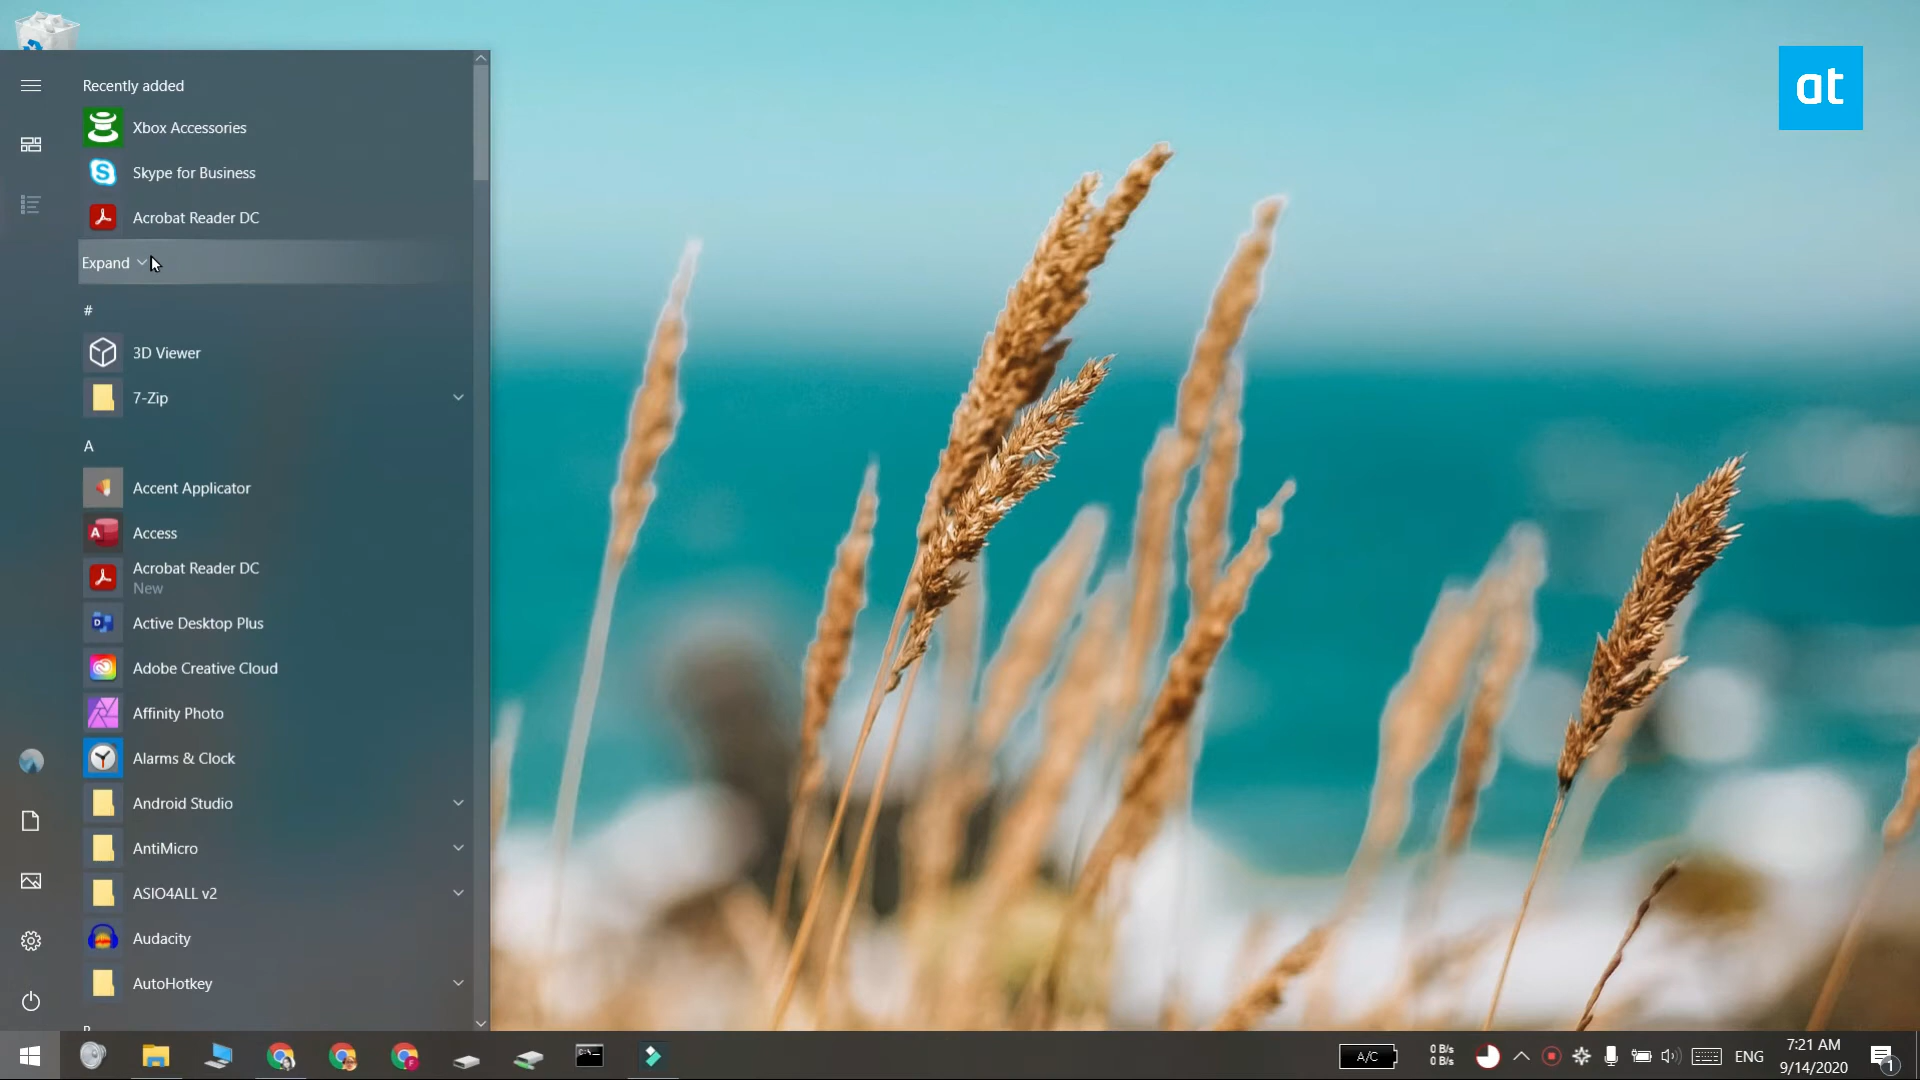 at
Recently added
Xbox Accessories
Skype for Business
Acrobat Reader DC
Expand
#
3D Viewer
7-Zip
A
Accent Applicator
Access
Acrobat Reader DC
New
Active Desktop Plus
Adobe Creative Cloud
Affinity Photo
Alarms & Clock
Android Studio
AntiMicro
ASIO4ALL v2
Audacity
AutoHotkey
A/C
0 B/s
0 B/s
ENG
7:21 AM
9/14/2020
1